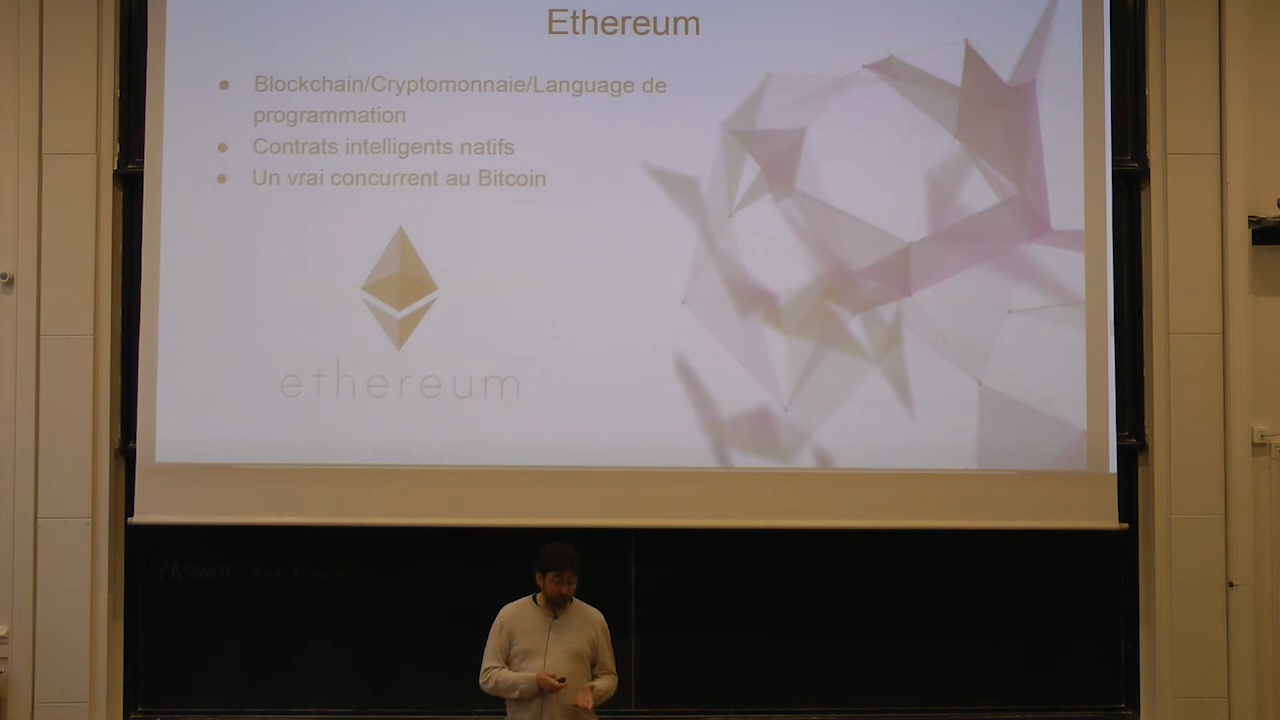 Ethereum
Blockchain/Cryptomonnaie/Language de
programmation
Contrats intelligents natifs
Un vrai concurrent au Bitcoin
ethereum